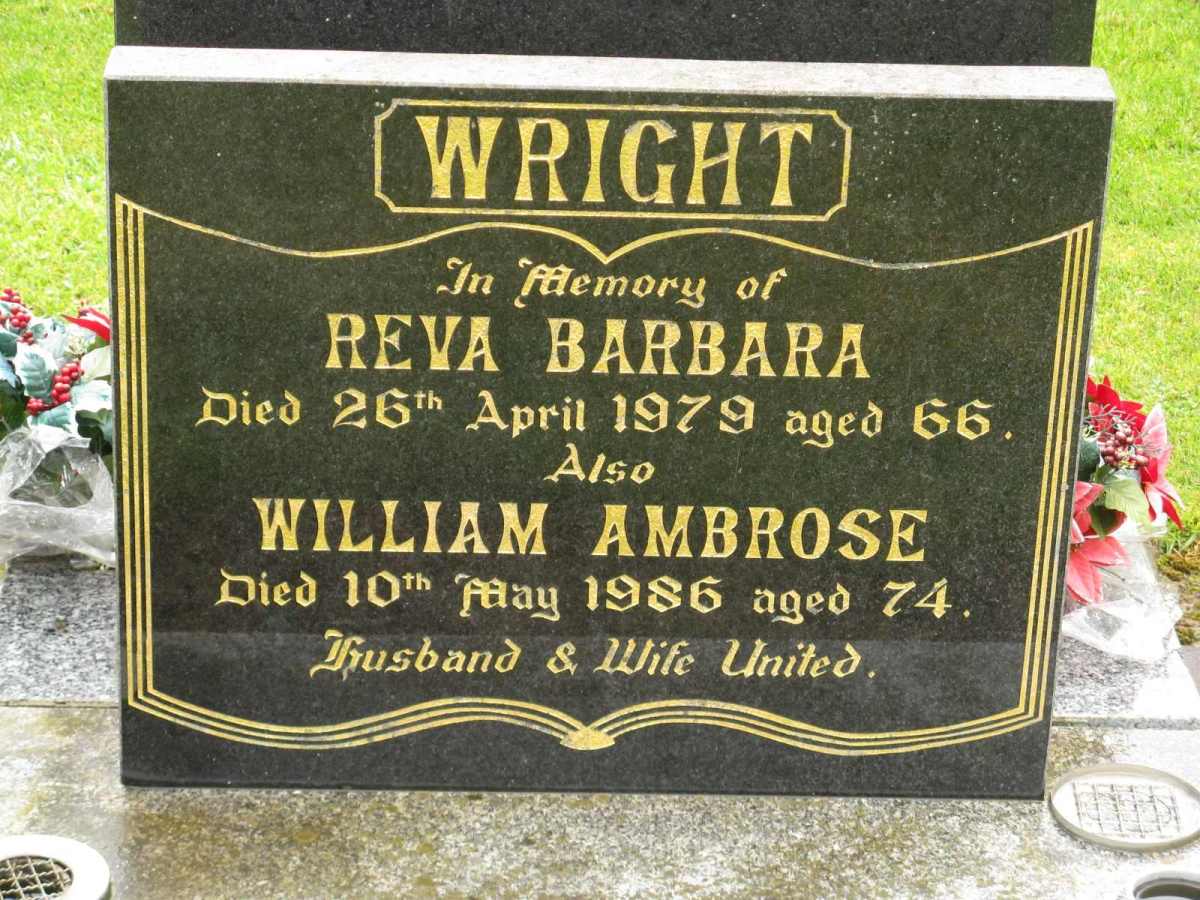 WRIGHT
In Memory of
REVA BARBARA
Died 26th April 1979 aged 66.
Also
WILLIAM AMBROSE
Died 10th May 1986 aged 74.
Husband & Wife United.